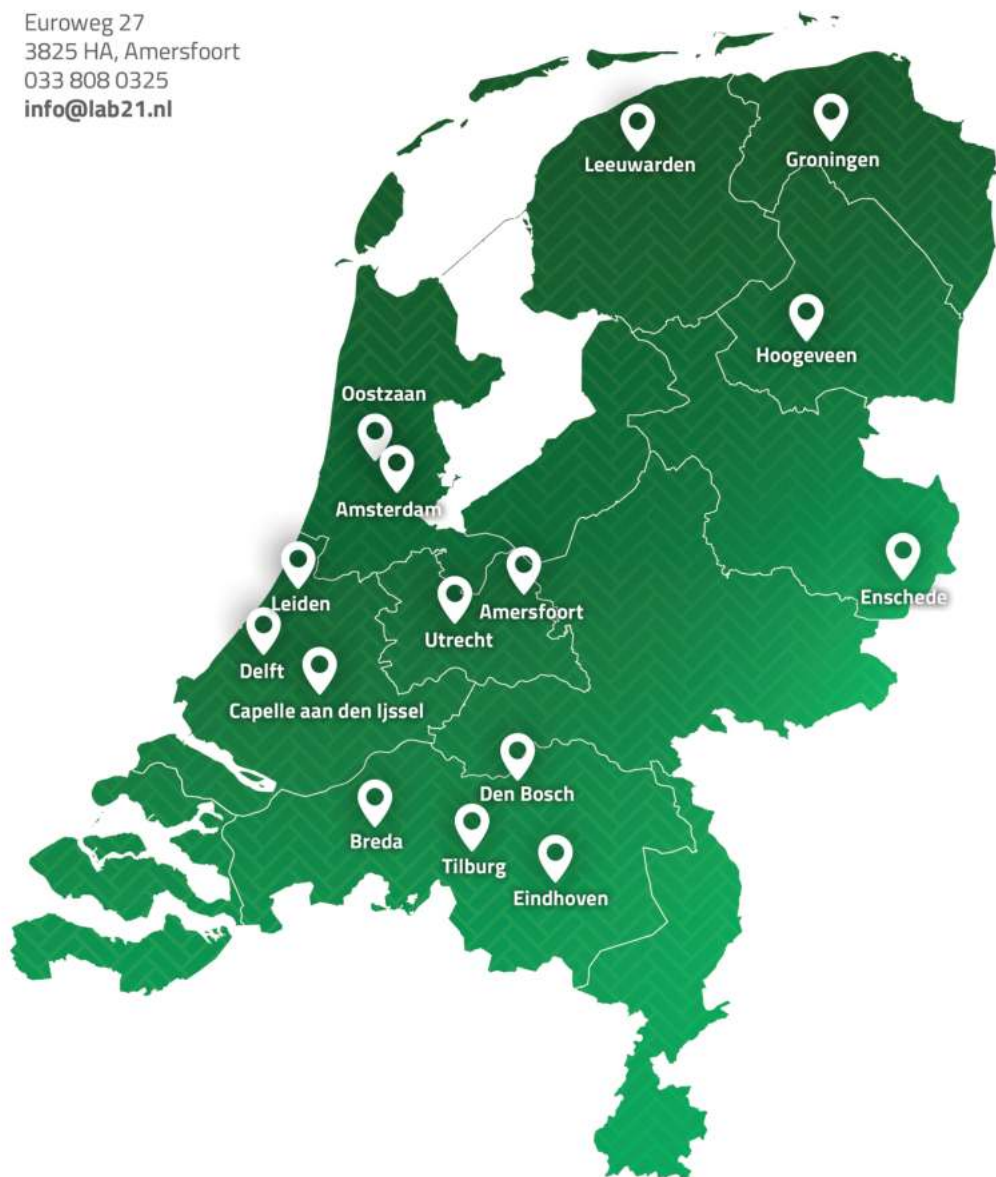 Euroweg 27
3825 HA, Amersfoort
033 808 0325
info@lab21.nl
Leeuwarden
Groningen
Hoogeveen
Oostzaan
Amsterdam
Leiden
Amersfoort
Enschede
Utrecht
Delft
Capelle aan den Ijssel
Den Bosch
Breda
Tilburg
Eindhoven